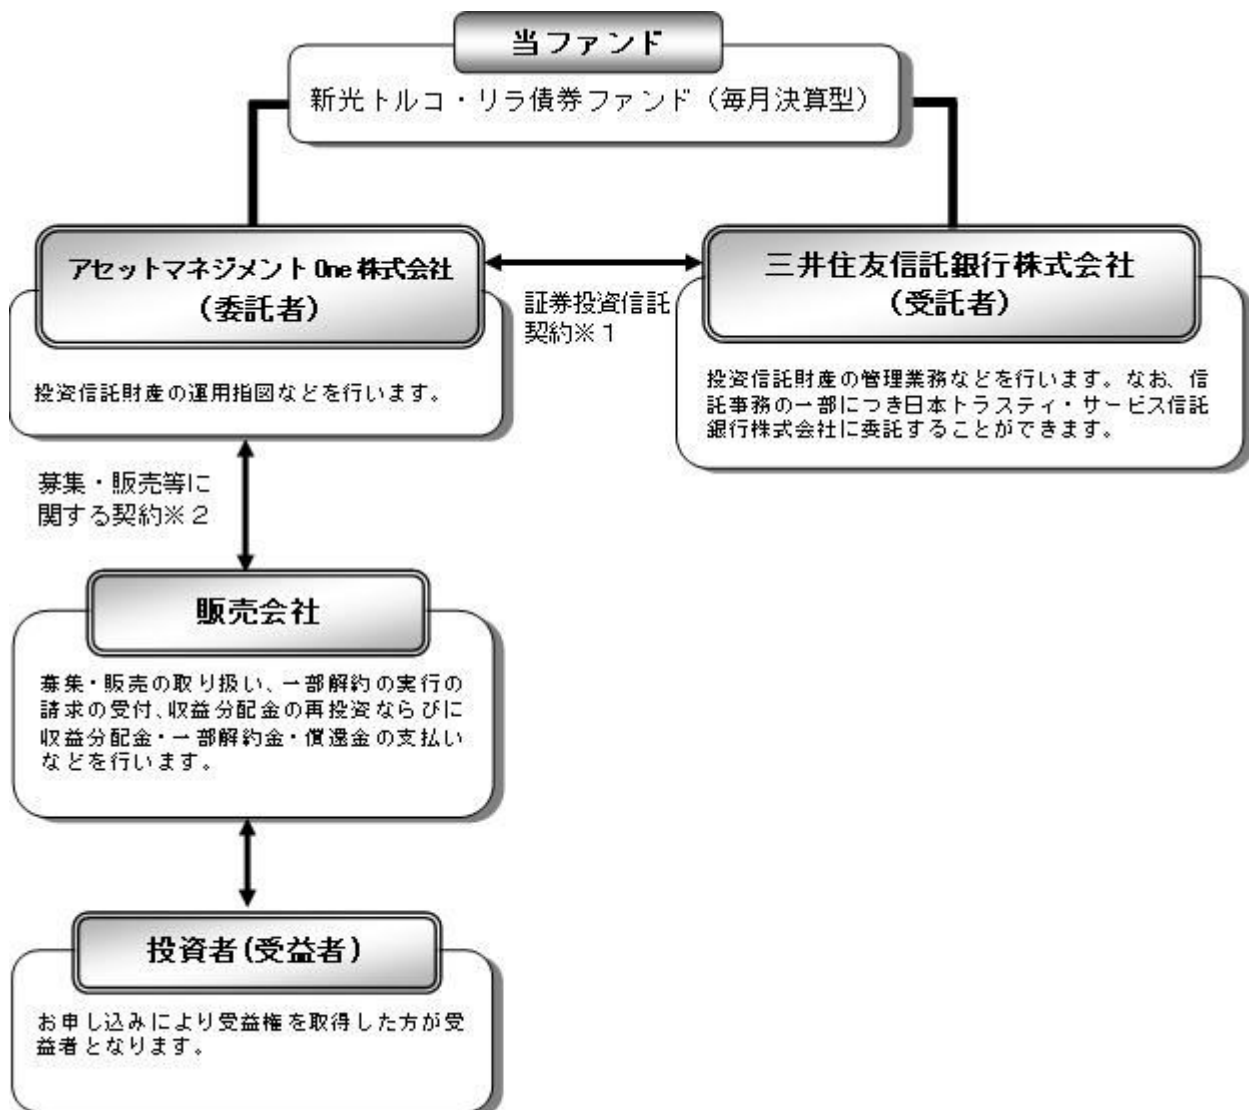 当ファンド
新光トルコ・リラ債券ファンド（毎月決算型）
アセットマネジメント One 株式会社
（委託者）
投資信託財産の運用指図などを行います。
証券投資信託
契約※１
三井住友信託銀行株式会社
（受託者）
投資信託財産の管理業務などを行います。なお、信
託事務の一部につき日本トラスティ・サービス信託
銀行株式会社に委託することができます。
募集・販売等に
関する契約※２
販売会社
募集・販売の取り扱い、一部解約の実行の
請求の受付、収益分配金の再投資ならびに
収益分配金・一部解約金・償還金の支払い
などを行います。
投資者(受益者)
お申し込みにより受益権を取得した方が受
益者となります。